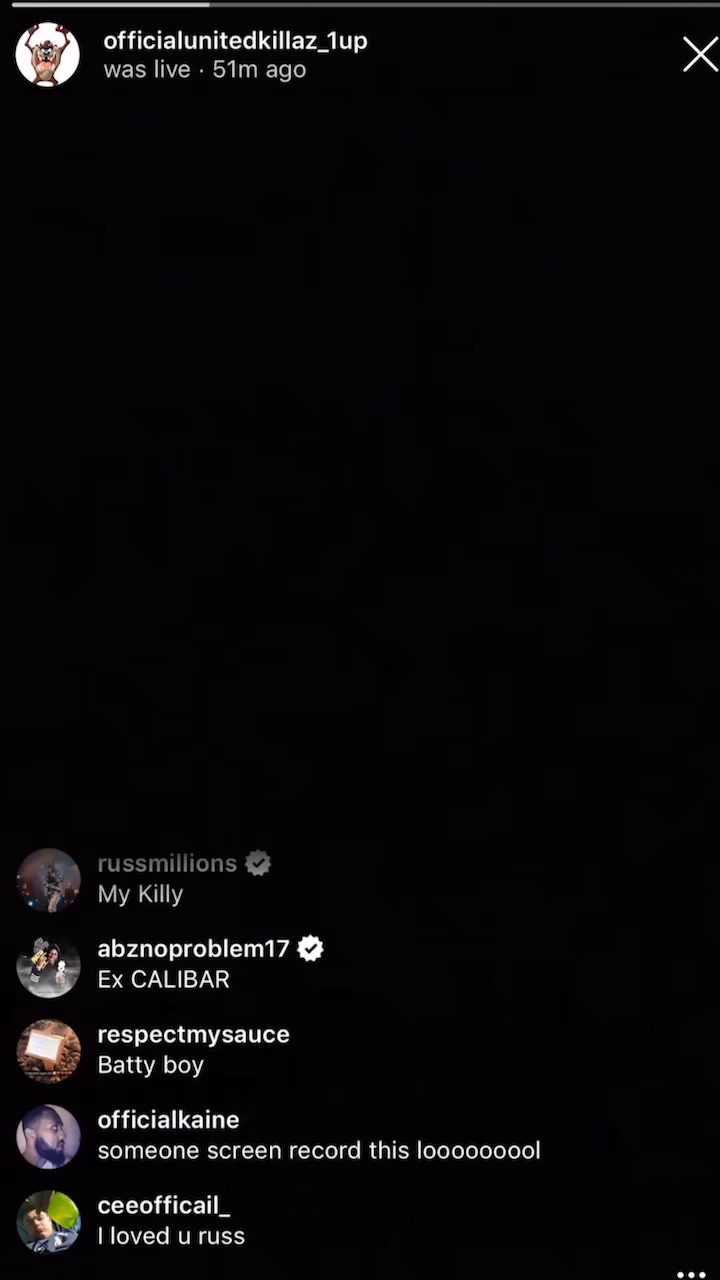 officialunitedkillaz_1up
was live · 51m ago
russmillions
My Killy
abznoproblem17
Ex CALIBAR
respectmysauce
Batty boy
officialkaine
someone screen record this loooooool
ceeofficail_
I loved u russ